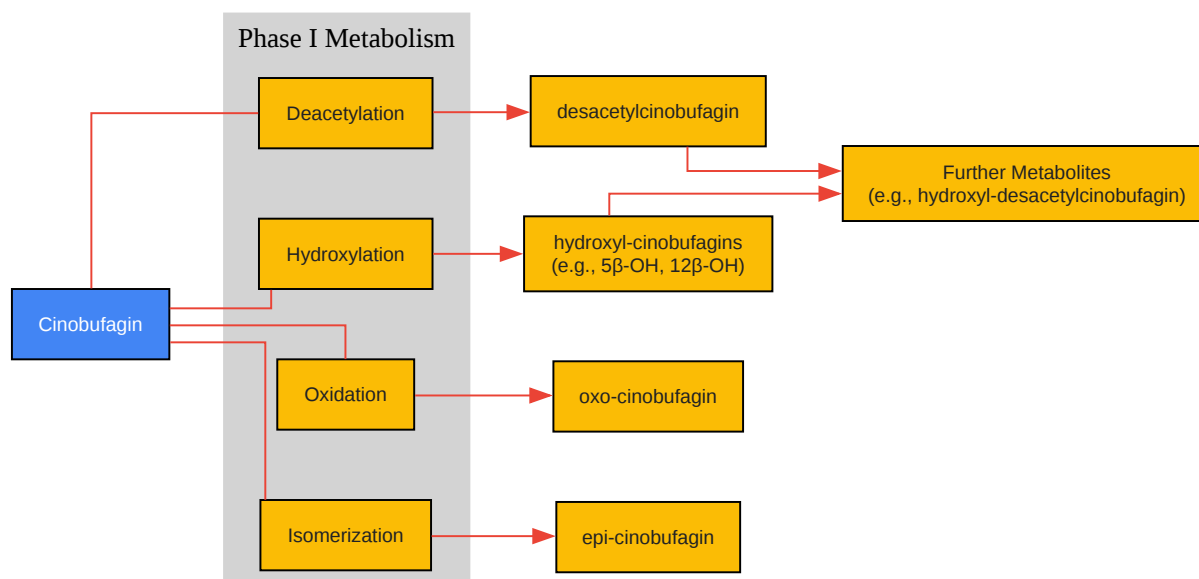 Phase I Metabolism
Deacetylation
desacetylcinobufagin
Further Metabolites
(e.g., hydroxyl-desacetylcinobufagin)
Hydroxylation
hydroxyl-cinobufagins
(e.g., 5β-OH, 12β-OH)
Cinobufagin
Oxidation
oxo-cinobufagin
Isomerization
epi-cinobufagin